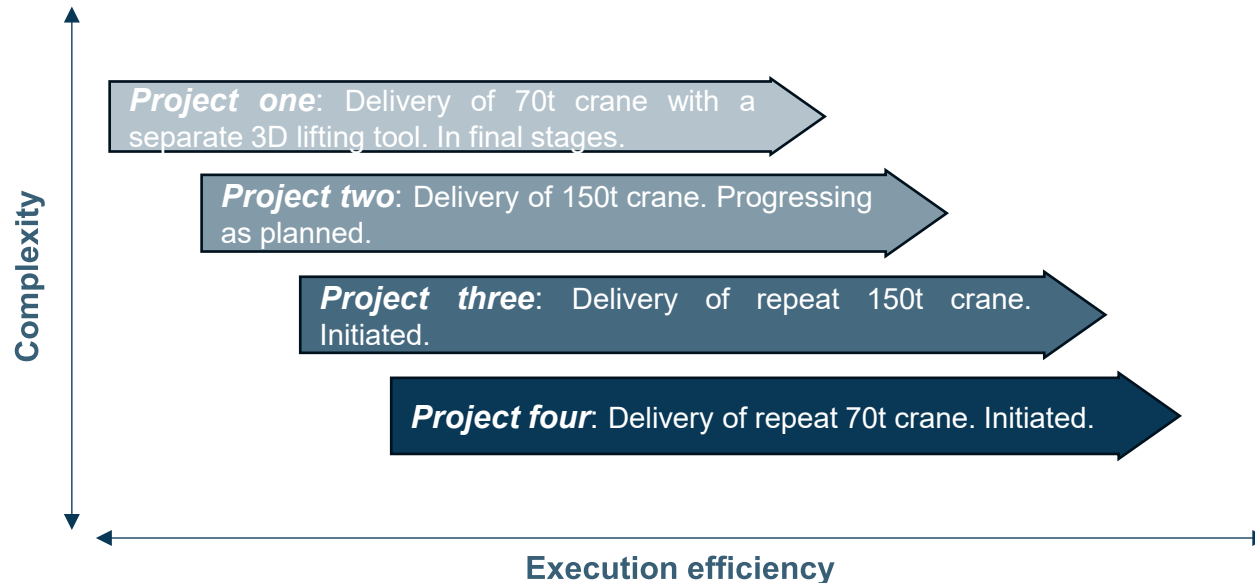 Project one: Delivery of 70t crane with a
separate 3D lifting tool. In final stages.
Project two: Delivery of 150t crane. Progressing
as planned.
Project three: Delivery of repeat 150t crane.
Initiated.
Project four: Delivery of repeat 70t crane. Initiated.
Complexity
Execution efficiency